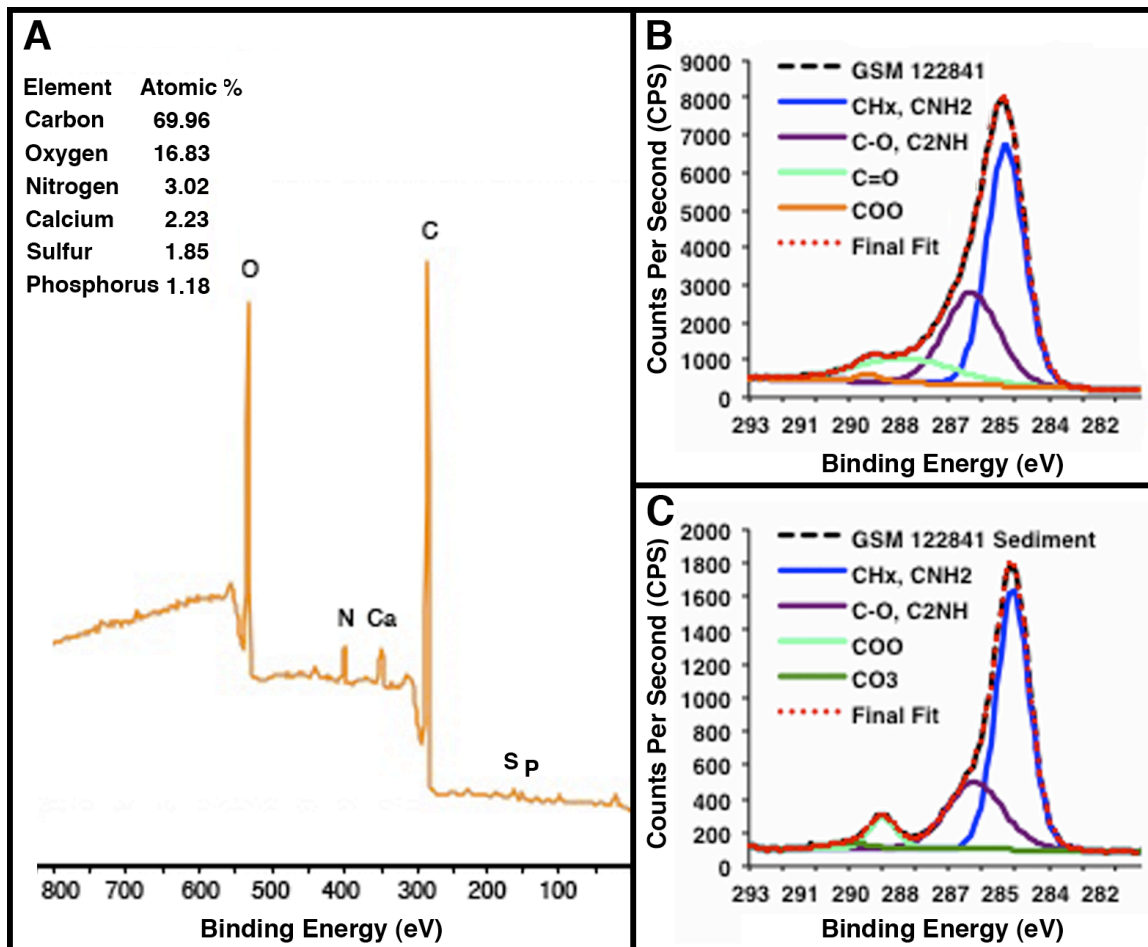 A
Element Atomic %
Carbon 69.96
Oxygen 16.83
Nitrogen 3.02
Calcium 2.23
Sulfur 1.85
Phosphorus 1.18
O
C
N Ca
S P
800 700 600 500 400 300 200 100
Binding Energy (eV)
B
Counts Per Second (CPS)
9000
8000
7000
6000
5000
4000
3000
2000
1000
0
GSM 122841
CHx, CNH2
C-O, C2NH
C=O
COO
Final Fit
293 291 290 288 287 285 284 282
Binding Energy (eV)
C
Counts Per Second (CPS)
2000
1800
1600
1400
1200
1000
800
600
400
200
0
GSM 122841 Sediment
CHx, CNH2
C-O, C2NH
COO
CO3
Final Fit
293 291 290 288 287 285 284 282
Binding Energy (eV)